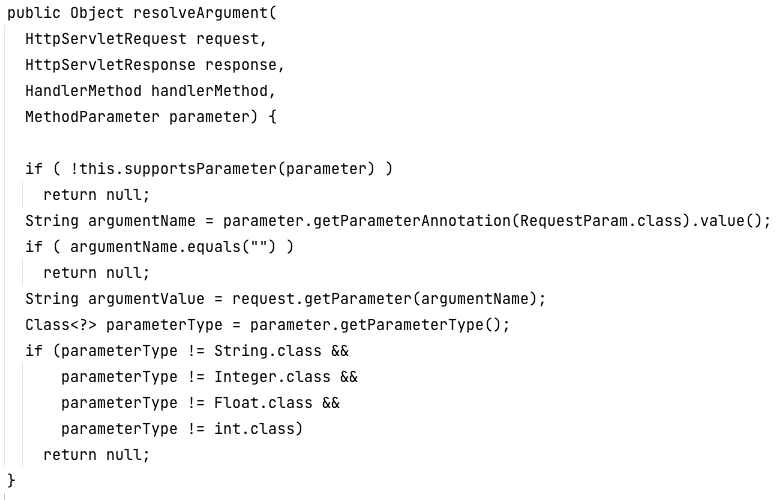 public Object resolveArgument(
  HttpServletRequest request,
  HttpServletResponse response,
  HandlerMethod handlerMethod,
  MethodParameter parameter) {

  if ( !this.supportsParameter(parameter) )
    return null;
  String argumentName = parameter.getParameterAnnotation(RequestParam.class).value();
  if ( argumentName.equals("") )
    return null;
  String argumentValue = request.getParameter(argumentName);
  Class<?> parameterType = parameter.getParameterType();
  if (parameterType != String.class &&
      parameterType != Integer.class &&
      parameterType != Float.class &&
      parameterType != int.class)
    return null;
}